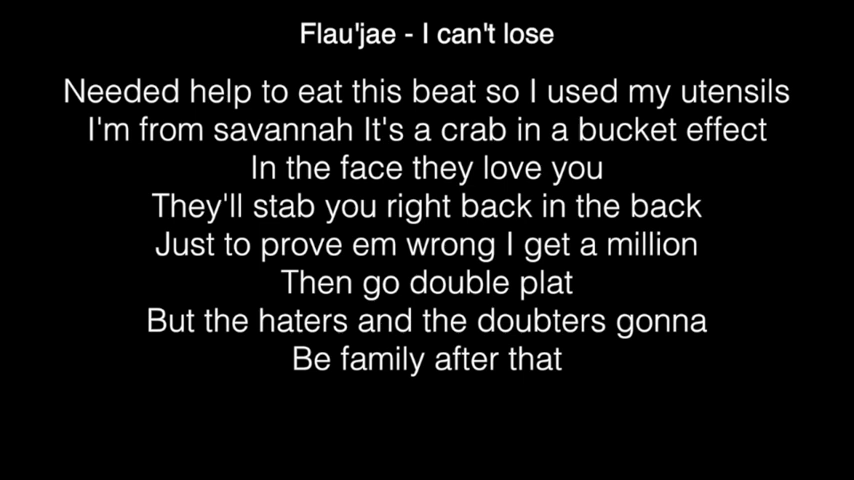 Flau'jae - I can't lose
Needed help to eat this beat so I used my utensils
I'm from savannah It's a crab in a bucket effect
In the face they love you
They'll stab you right back in the back
Just to prove em wrong I get a million
Then go double plat
But the haters and the doubters gonna
Be family after that